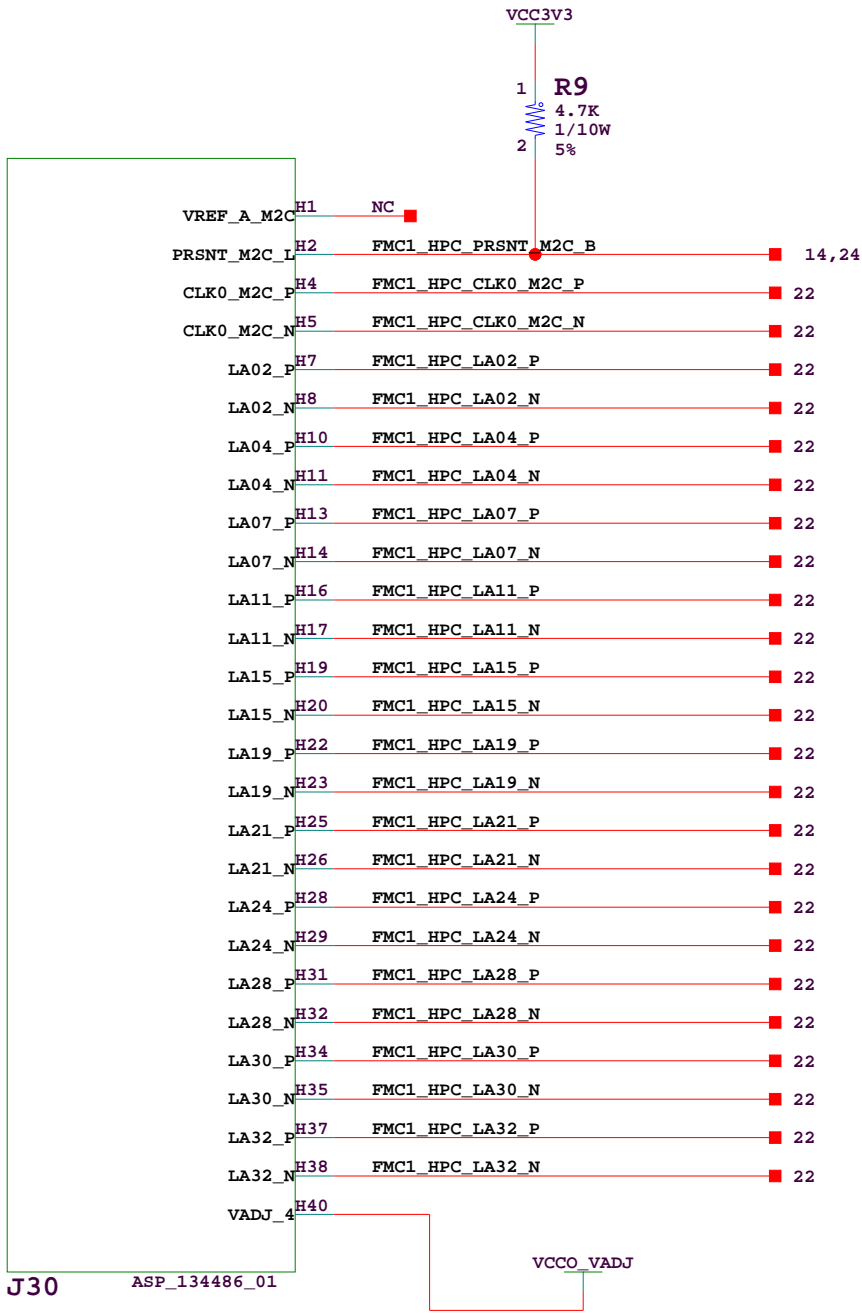 VCC3V3
1 R9
4.7K
1/10W
2 5%
VREF_A_M2C H1 NC
PRSNT_M2C_L H2 FMC1_HPC_PRSNT_M2C_B 14,24
CLK0_M2C_P H4 FMC1_HPC_CLK0_M2C_P 22
CLK0_M2C_N H5 FMC1_HPC_CLK0_M2C_N 22
LA02_P H7 FMC1_HPC_LA02_P 22
LA02_N H8 FMC1_HPC_LA02_N 22
LA04_P H10 FMC1_HPC_LA04_P 22
LA04_N H11 FMC1_HPC_LA04_N 22
LA07_P H13 FMC1_HPC_LA07_P 22
LA07_N H14 FMC1_HPC_LA07_N 22
LA11_P H16 FMC1_HPC_LA11_P 22
LA11_N H17 FMC1_HPC_LA11_N 22
LA15_P H19 FMC1_HPC_LA15_P 22
LA15_N H20 FMC1_HPC_LA15_N 22
LA19_P H22 FMC1_HPC_LA19_P 22
LA19_N H23 FMC1_HPC_LA19_N 22
LA21_P H25 FMC1_HPC_LA21_P 22
LA21_N H26 FMC1_HPC_LA21_N 22
LA24_P H28 FMC1_HPC_LA24_P 22
LA24_N H29 FMC1_HPC_LA24_N 22
LA28_P H31 FMC1_HPC_LA28_P 22
LA28_N H32 FMC1_HPC_LA28_N 22
LA30_P H34 FMC1_HPC_LA30_P 22
LA30_N H35 FMC1_HPC_LA30_N 22
LA32_P H37 FMC1_HPC_LA32_P 22
LA32_N H38 FMC1_HPC_LA32_N 22
VADJ_4 H40
VCCO_VADJ
J30 ASP_134486_01